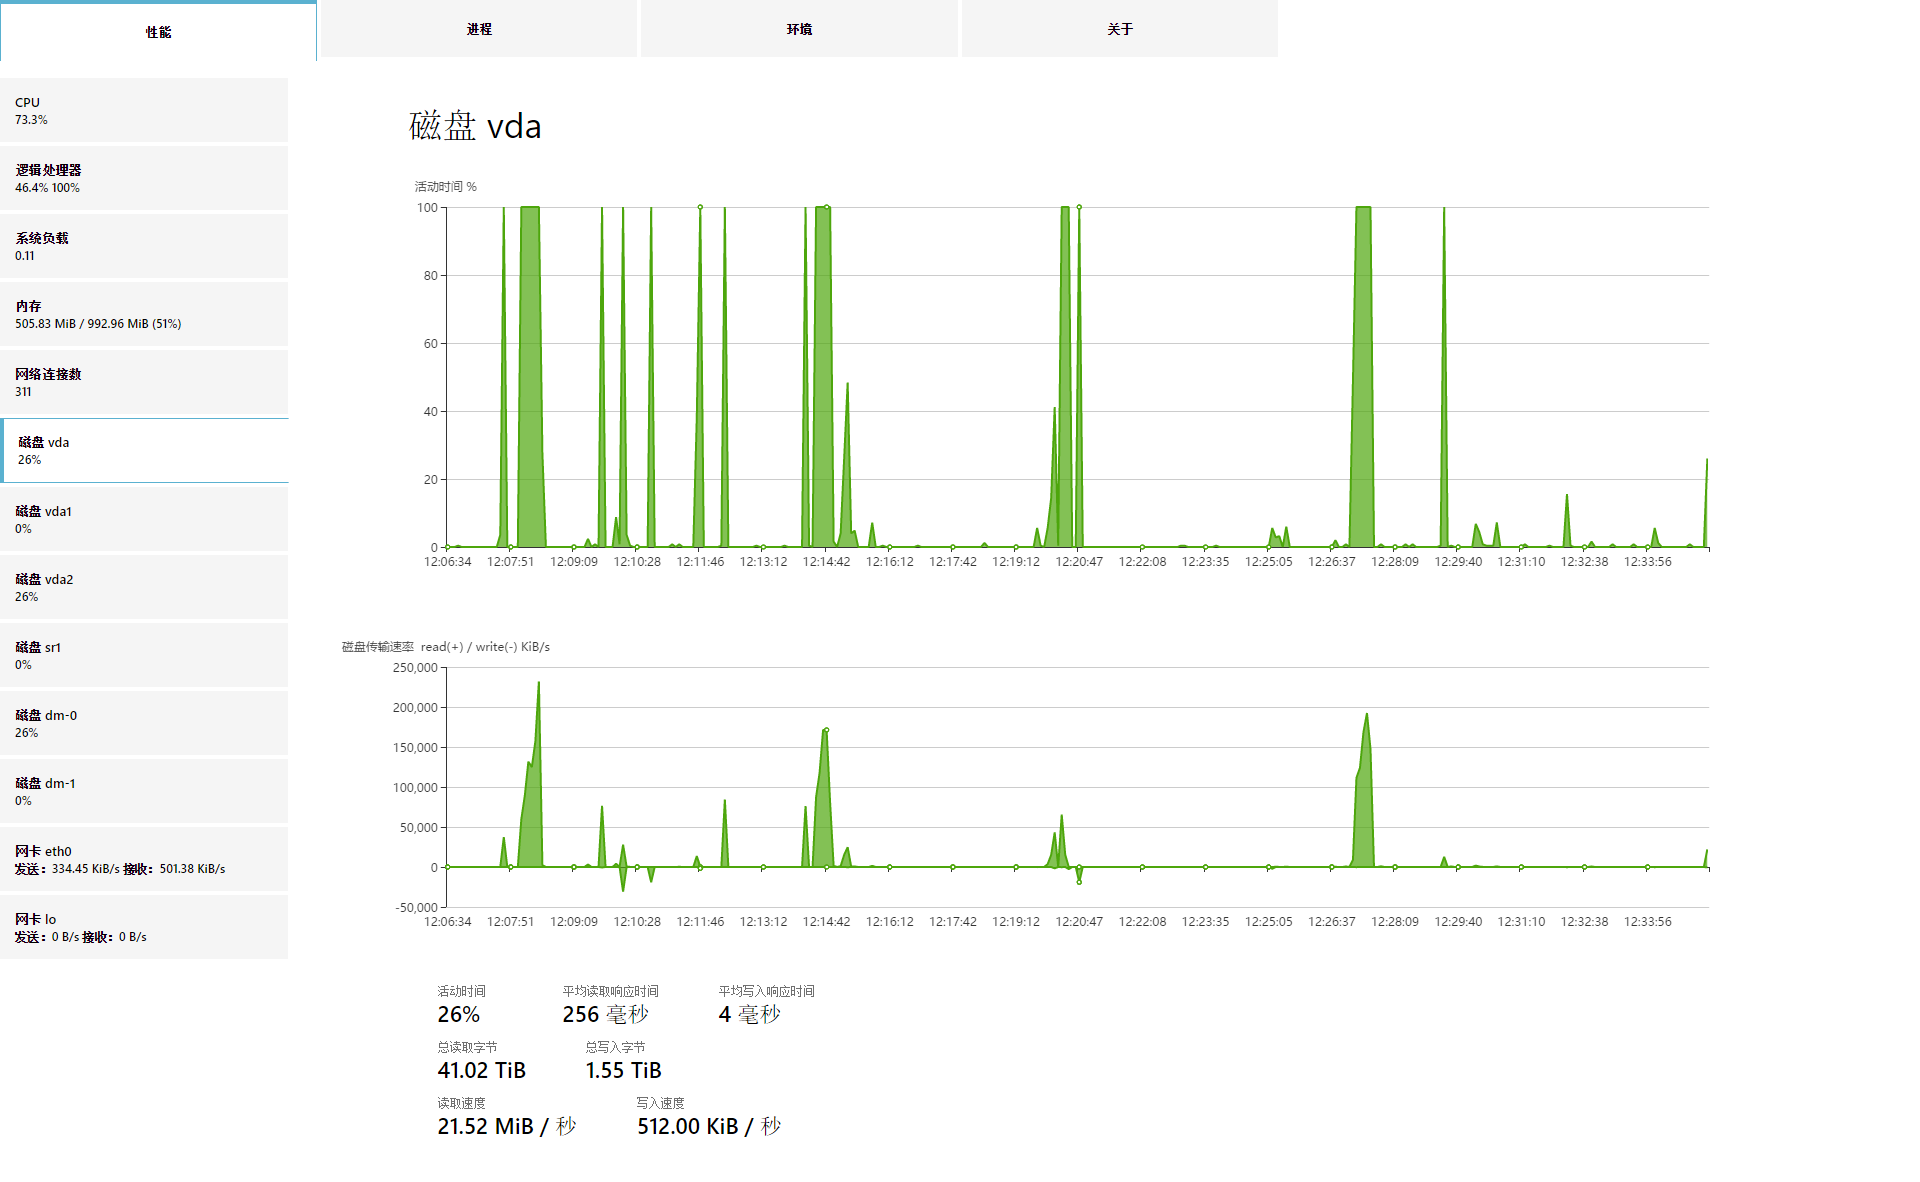 性能
进程
环境
关于
CPU
73.3%
逻辑处理器
46.4% 100%
系统负载
0.11
内存
505.83 MiB / 992.96 MiB (51%)
网络连接数
311
磁盘 vda
26%
磁盘 vda1
0%
磁盘 vda2
26%
磁盘 sr1
0%
磁盘 dm-0
26%
磁盘 dm-1
0%
网卡 eth0
发送：334.45 KiB/s 接收：501.38 KiB/s
网卡 lo
发送：0 B/s 接收：0 B/s
磁盘 vda
活动时间 %
100
80
60
40
20
0
12:06:34 12:07:51 12:09:09 12:10:28 12:11:46 12:13:12 12:14:42 12:16:12 12:17:42 12:19:12 12:20:47 12:22:08 12:23:35 12:25:05 12:26:37 12:28:09 12:29:40 12:31:10 12:32:38 12:33:56
磁盘传输速率 read(+) / write(-) KiB/s
250,000
200,000
150,000
100,000
50,000
0
-50,000
12:06:34 12:07:51 12:09:09 12:10:28 12:11:46 12:13:12 12:14:42 12:16:12 12:17:42 12:19:12 12:20:47 12:22:08 12:23:35 12:25:05 12:26:37 12:28:09 12:29:40 12:31:10 12:32:38 12:33:56
活动时间 平均读取响应时间 平均写入响应时间
26% 256 毫秒 4 毫秒
总读取字节 总写入字节
41.02 TiB 1.55 TiB
读取速度 写入速度
21.52 MiB / 秒 512.00 KiB / 秒